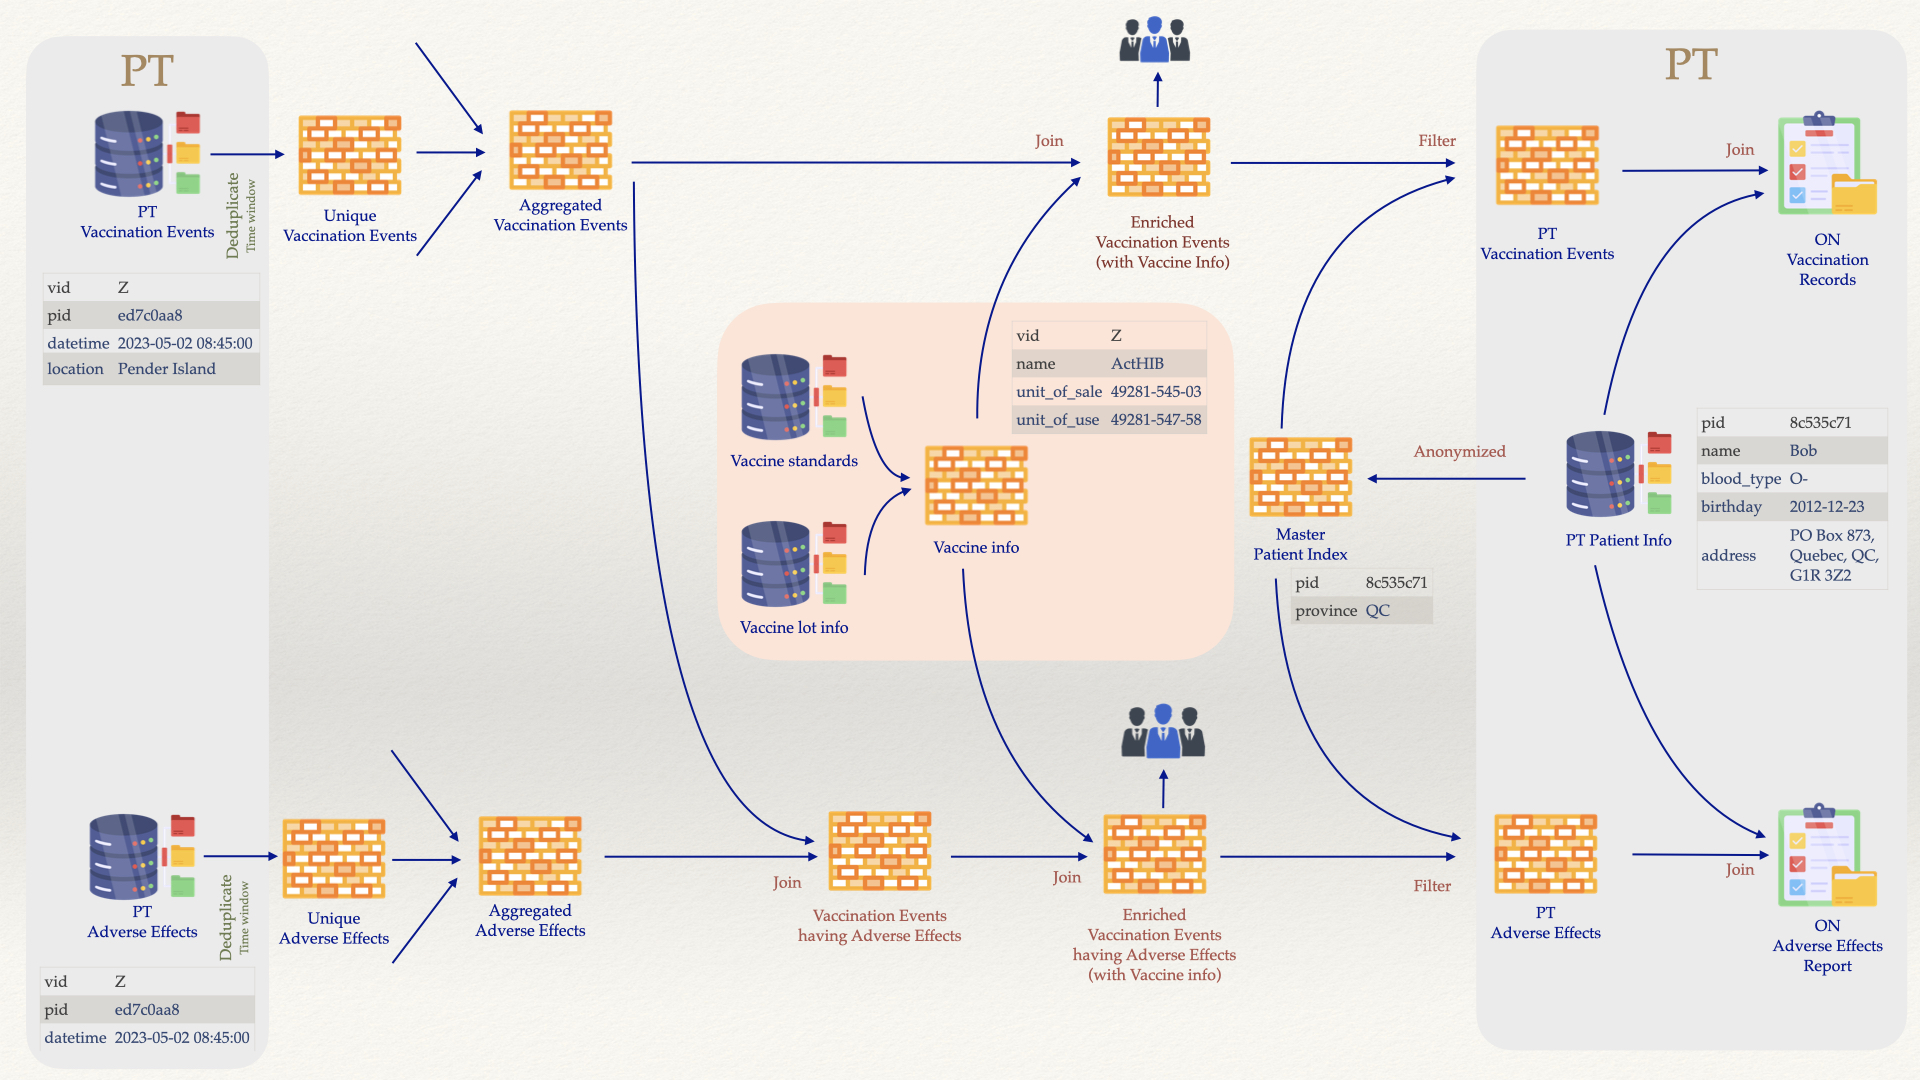 PT
PT
Vaccination Events
Deduplicate
Time window
vid Z
pid ed7c0aa8
datetime 2023-05-02 08:45:00
location Pender Island
Unique
Vaccination Events
Aggregated
Vaccination Events
Join
Enriched
Vaccination Events
(with Vaccine Info)
Filter
PT
PT
Vaccination Events
Join
ON
Vaccination
Records
Vaccine standards
Vaccine lot info
Vaccine info
vid Z
name ActHIB
unit_of_sale 49281-545-03
unit_of_use 49281-547-58
Master
Patient Index
pid 8c535c71
province QC
Anonymized
PT Patient Info
pid 8c535c71
name Bob
blood_type O-
birthday 2012-12-23
address PO Box 873,
Quebec, QC,
G1R 3Z2
PT
Adverse Effects
Deduplicate
Time window
vid Z
pid ed7c0aa8
datetime 2023-05-02 08:45:00
Unique
Adverse Effects
Aggregated
Adverse Effects
Join
Vaccination Events
having Adverse Effects
Join
Enriched
Vaccination Events
having Adverse Effects
(with Vaccine info)
Filter
PT
Adverse Effects
Join
ON
Adverse Effects
Report